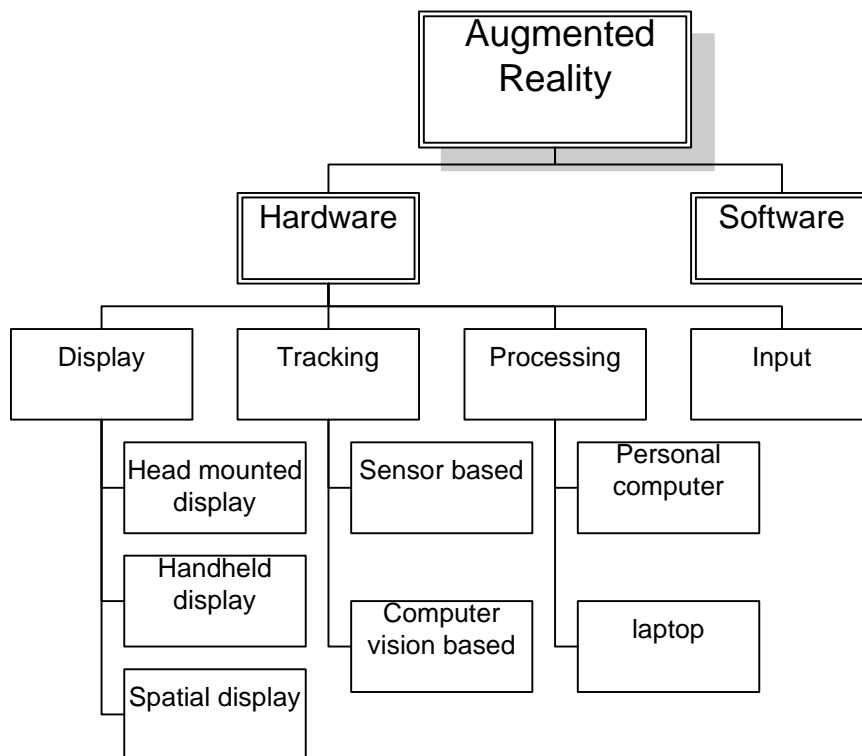 Augmented
Reality
Hardware
Software
Display
Tracking
Processing
Input
Head mounted
display
Sensor based
Personal
computer
Handheld
display
Computer
vision based
laptop
Spatial display